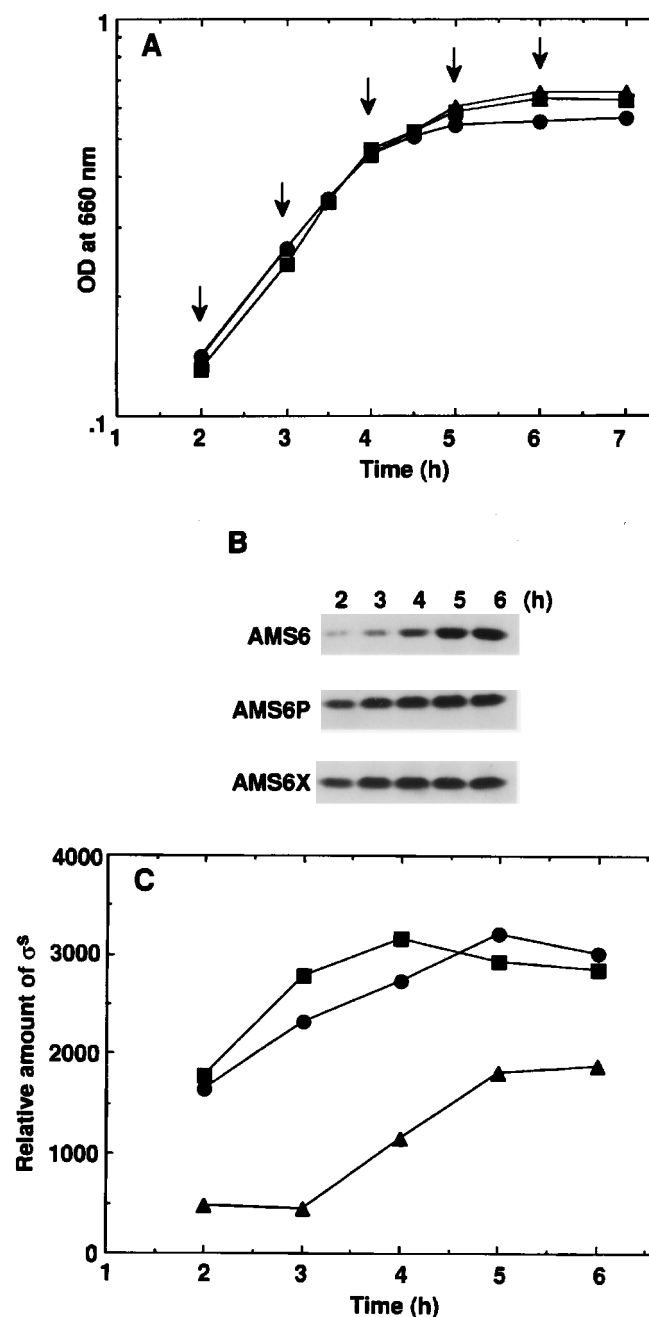 A
1
OD at 660 nm
.1
1 2 3 4 5 6 7
Time (h)
B
2 3 4 5 6 (h)
AMS6
AMS6P
AMS6X
C
4000
3000
2000
1000
0
Relative amount of σˢ
1 2 3 4 5 6
Time (h)